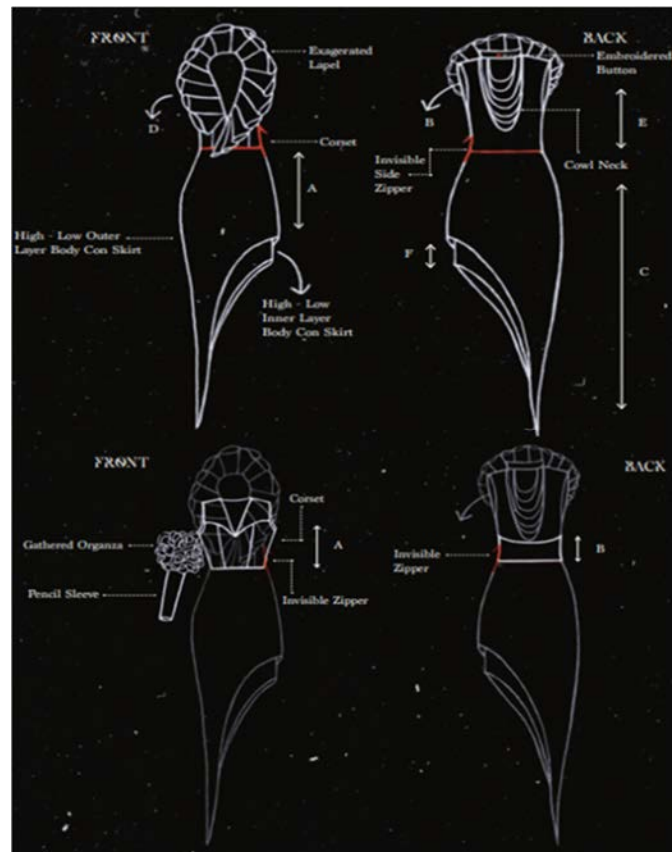 FRONT
BACK
Exagerated
Lapel
Embroidered
Button
D
B
E
Corset
Invisible
Side
Zipper
Cowl Neck
A
High - Low Outer
Layer Body Con Skirt
F
C
High - Low
Inner Layer
Body Con Skirt
FRONT
BACK
Corset
Gathered Organza
A
Invisible
Zipper
B
Pencil Sleeve
Invisible Zipper